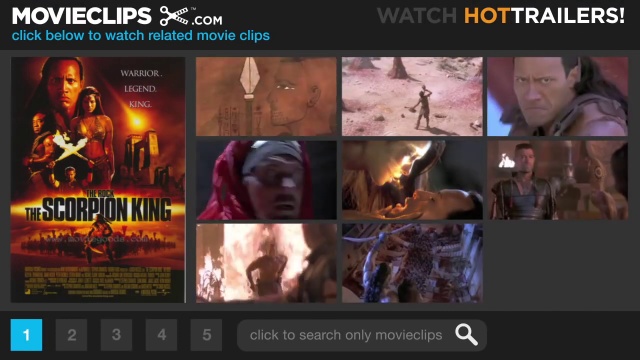 MOVIECLIPS .COM
click below to watch related movie clips
WATCH HOTTRAILERS!
WARRIOR.
LEGEND.
KING.
THE ROCK
THE SCORPION KING
1 2 3 4 5
click to search only movieclips